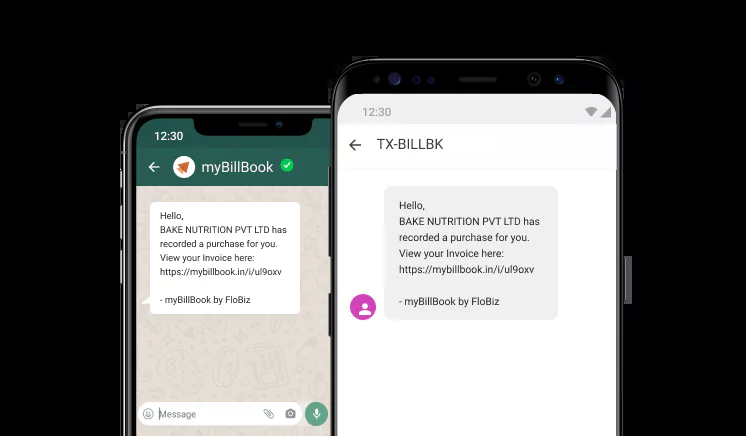 12:30
myBillBook
Hello,
BAKE NUTRITION PVT LTD has
recorded a purchase for you.
View your Invoice here:
https://mybillbook.in/i/ul9oxv
- myBillBook by FloBiz
Message
12:30
TX-BILLBK
Hello,
BAKE NUTRITION PVT LTD has
recorded a purchase for you.
View your Invoice here:
https://mybillbook.in/i/ul9oxv
- myBillBook by FloBiz